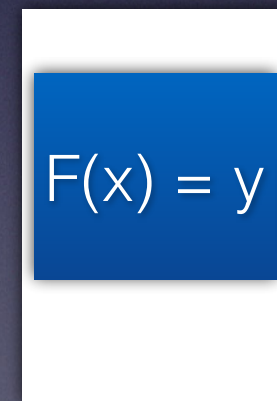 F(x) = y